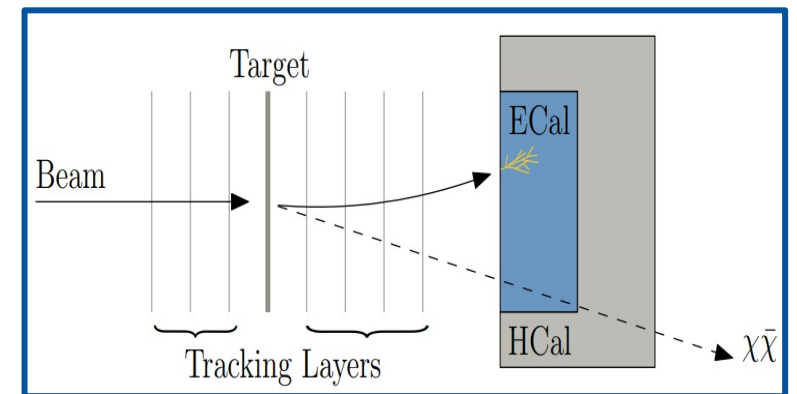 Target
ECal
Beam
HCal
χχ̄
Tracking Layers